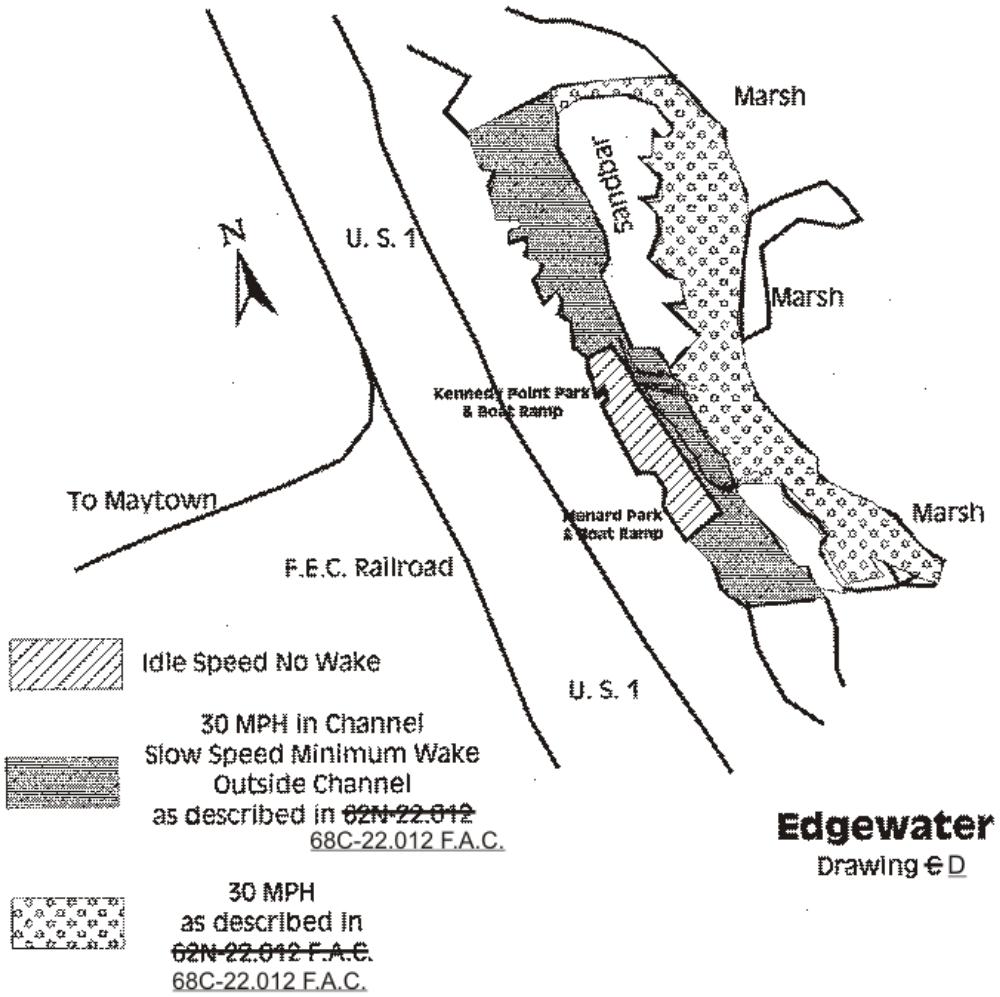 Marsh
Sandbar
N
U. S. 1
Marsh
Kennedy Point Park
& Boat Ramp
To Maytown
Marsh
Menard Park
& Boat Ramp
F.E.C. Railroad
Idle Speed No Wake
U. S. 1
30 MPH in Channel
Slow Speed Minimum Wake
Outside Channel
as described in 62N-22.012
68C-22.012 F.A.C.
Edgewater
Drawing C D
30 MPH
as described in
62N-22.012 F.A.C.
68C-22.012 F.A.C.